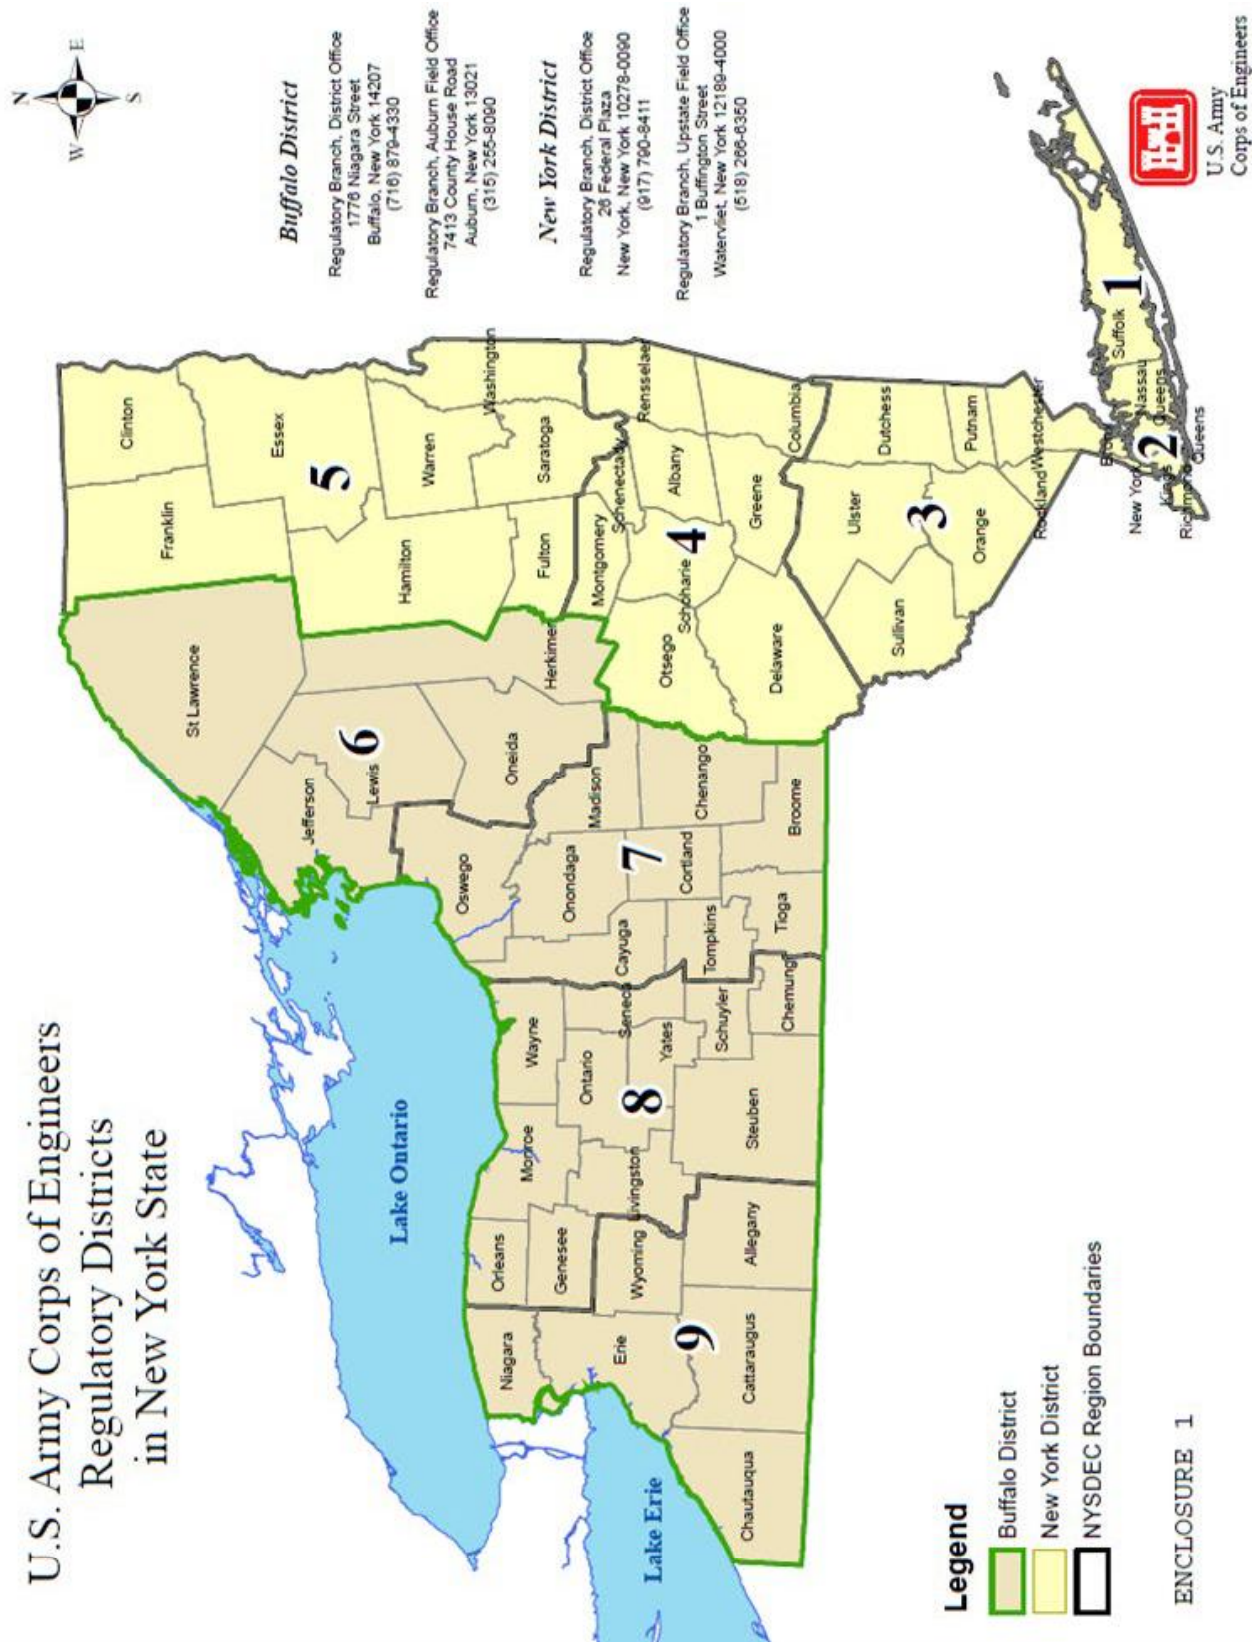 U.S. Army Corps of Engineers
Regulatory Districts
in New York State
N
W
E
S
Buffalo District
Regulatory Branch, District Office
1776 Niagara Street
Buffalo, New York 14207
(716) 879-4330
Regulatory Branch, Auburn Field Office
7413 County House Road
Auburn, New York 13021
(315) 255-8090
New York District
Regulatory Branch, District Office
26 Federal Plaza
New York, New York 10278-0090
(917) 790-8411
Regulatory Branch, Upstate Field Office
1 Buffington Street
Watervliet, New York 12189-4000
(518) 266-6350
Clinton
Franklin
St Lawrence
Essex
5
Jefferson
6
Lewis
Hamilton
Warren
Washington
Lake Ontario
Oswego
Oneida
Herkimer
Fulton
Saratoga
Niagara
Orleans
Monroe
Wayne
Genesee
Ontario
Onondaga
Madison
Montgomery
Schenectady
Rensselaer
Erie
Wyoming
Livingston
8
Seneca
Yates
Cayuga
7
Cortland
Chenango
Otsego
Schoharie
4
Albany
Lake Erie
9
Chautauqua
Cattaraugus
Allegany
Steuben
Schuyler
Chemung
Tompkins
Tioga
Broome
Delaware
Greene
Columbia
Ulster
Dutchess
Sullivan
3
Orange
Putnam
Rockland
Westchester
New York
Kings
2
Richmond
Queens
Queens
Nassau
Suffolk
1
Legend
Buffalo District
New York District
NYSDEC Region Boundaries
ENCLOSURE 1
U.S. Army
Corps of Engineers